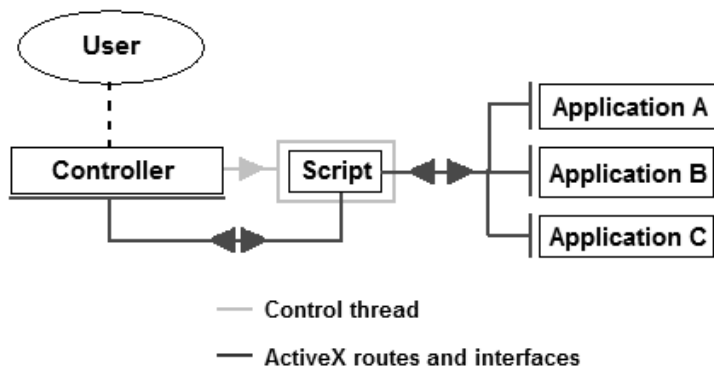 User
Controller
Script
Application A
Application B
Application C
Control thread
ActiveX routes and interfaces